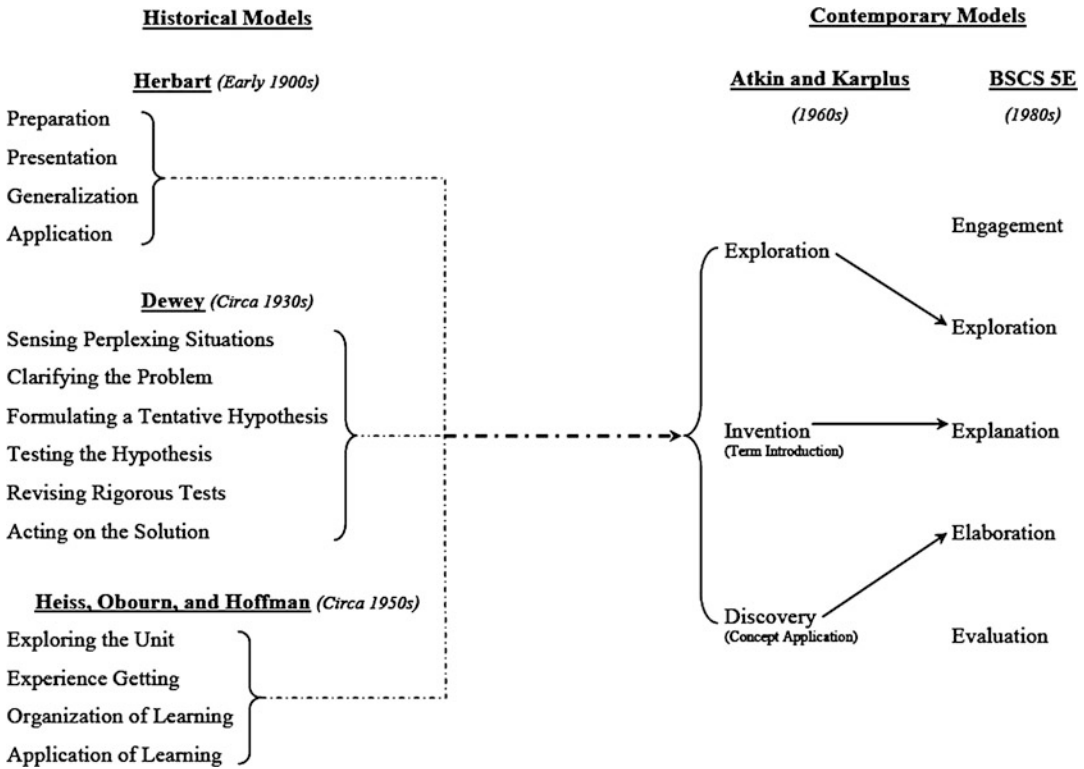 Historical Models
Herbart (Early 1900s)
Preparation
Presentation
Generalization
Application
Dewey (Circa 1930s)
Sensing Perplexing Situations
Clarifying the Problem
Formulating a Tentative Hypothesis
Testing the Hypothesis
Revising Rigorous Tests
Acting on the Solution
Heiss, Obourn, and Hoffman (Circa 1950s)
Exploring the Unit
Experience Getting
Organization of Learning
Application of Learning
Contemporary Models
Atkin and Karplus
(1960s)
Exploration
Invention
(Term Introduction)
Discovery
(Concept Application)
BSCS 5E
(1980s)
Engagement
Exploration
Explanation
Elaboration
Evaluation